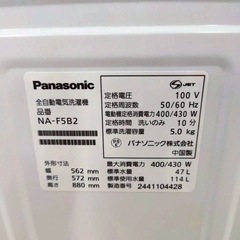 Panasonic
全自動電気洗濯機
品番
NA-F5B2
外形寸法
幅 562 mm
奥行 572 mm
高さ 880 mm
JET
定格電圧 100 V
定格周波数 50/60 Hz
電動機定格消費電力 400/430 W
定格時間 洗いのみ 10 分
標準洗濯容量 5.0 kg
パナソニック株式会社
中国製
最大消費電力 400/430 W
標準水量 47 L
標準使用水量 114 L
製造番号 2441104428